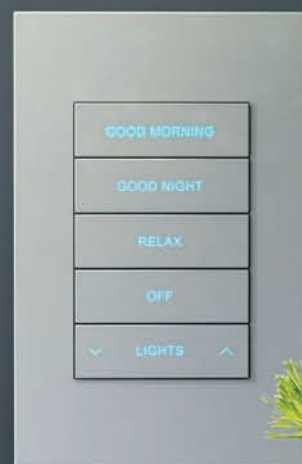 GOOD MORNING
GOOD NIGHT
RELAX
OFF
LIGHTS